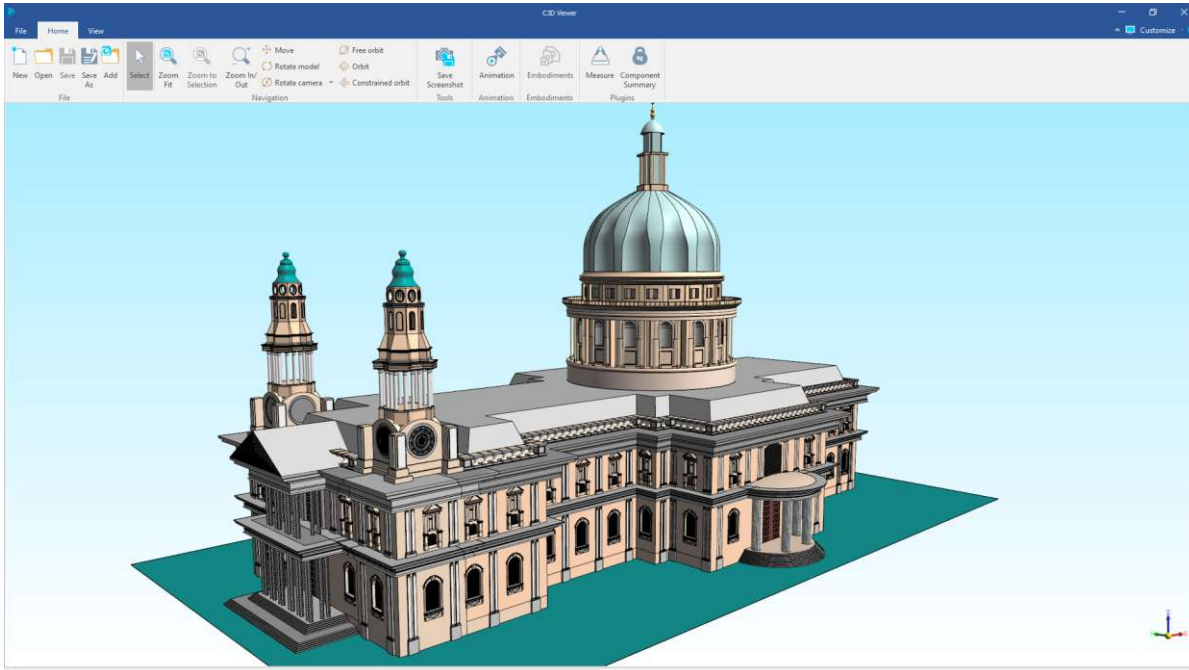 C3D Viewer
File Home View Customize
New Open Save Save As Add Select Zoom Fit Zoom to Selection Zoom In/ Out
Move Free orbit
Rotate model Orbit
Rotate camera Constrained orbit
Save Screenshot Animation Embodiments Measure Component Summary
File Navigation Tools Animation Embodiments Plugins